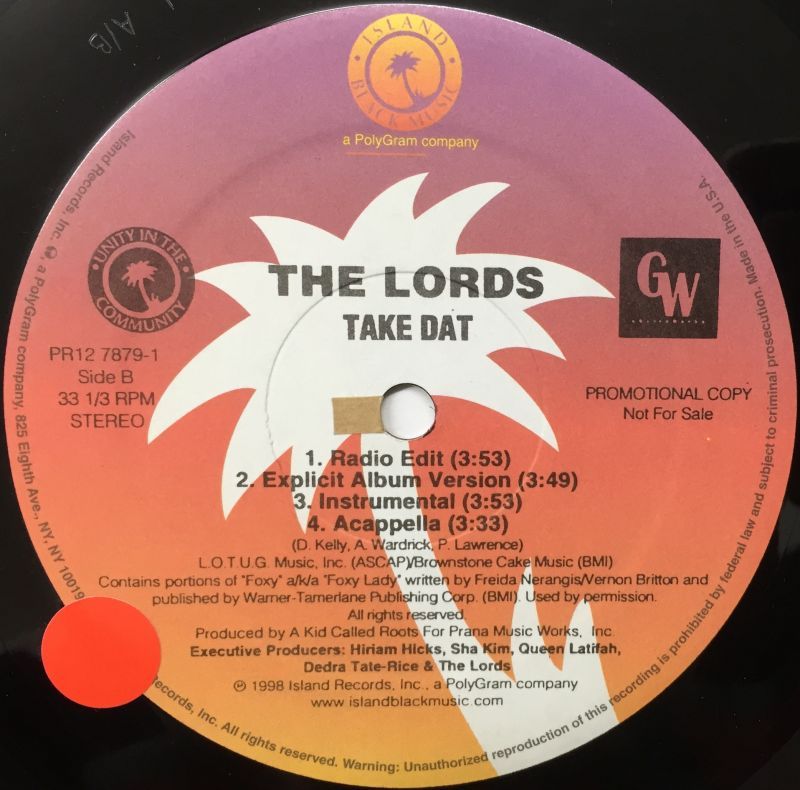 A/B
ISLAND
BLACK MUSIC
a PolyGram company
UNITY IN THE
COMMUNITY
THE LORDS
TAKE DAT
GW
PR12 7879-1
Side B
33 1/3 RPM
STEREO
PROMOTIONAL COPY
Not For Sale
1. Radio Edit (3:53)
2. Explicit Album Version (3:49)
3. Instrumental (3:53)
4. Acappella (3:33)
(D. Kelly, A. Wardrick, P. Lawrence)
L.O.T.U.G. Music, Inc. (ASCAP)/Brownstone Cake Music (BMI)
Contains portions of "Foxy" a/k/a "Foxy Lady" written by Freida Nerangis/Vernon Britton and
published by Warner-Tamerlane Publishing Corp. (BMI). Used by permission.
All rights reserved.
Produced by A Kid Called Roots For Prana Music Works, Inc.
Executive Producers: Hiriam Hicks, Sha Kim, Queen Latifah,
Dedra Tate-Rice & The Lords
℗ 1998 Island Records, Inc., a PolyGram company
www.islandblackmusic.com
Island Records, Inc. a PolyGram company, 825 Eighth Ave., NY, NY 10019
Records, Inc. All rights reserved. Warning: Unauthorized reproduction of this recording is prohibited by federal law and subject to criminal prosecution. Made in the U.S.A.